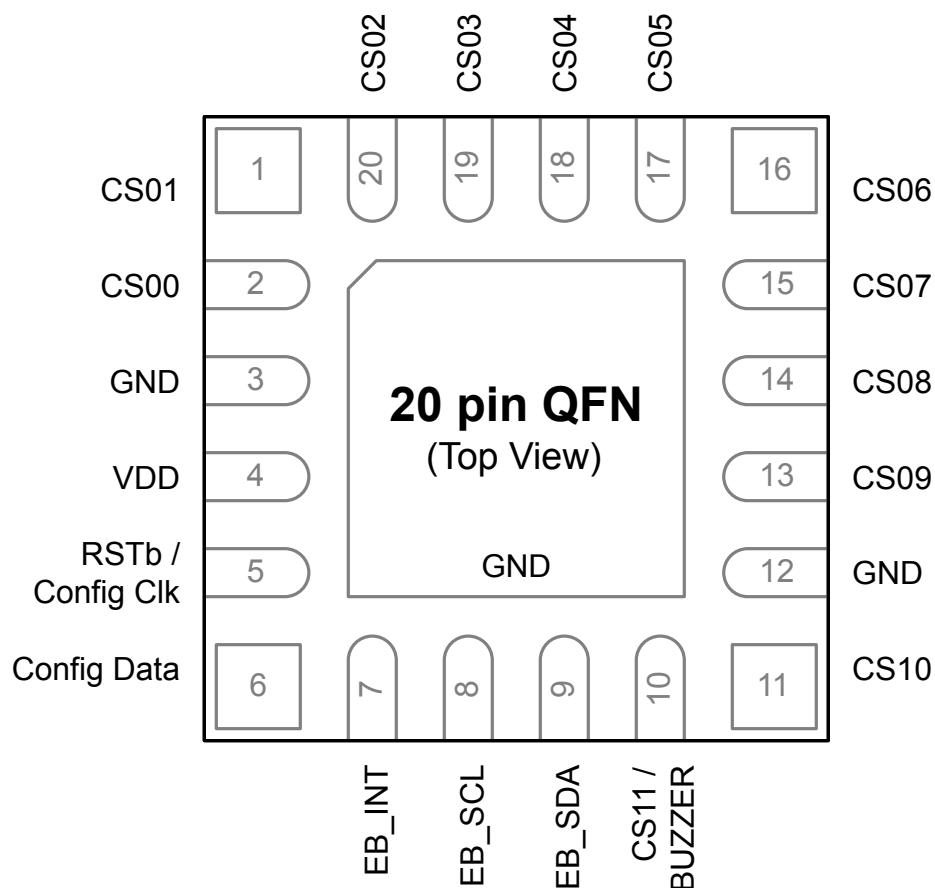 CS02
CS03
CS04
CS05
1
20
19
18
17
16
CS01
CS06
CS00
2
15
CS07
GND
3
14
CS08
20 pin QFN
(Top View)
VDD
4
13
CS09
RSTb /
Config Clk
5
GND
12
GND
Config Data
6
7
8
9
10
11
CS10
EB_INT
EB_SCL
EB_SDA
CS11 /
BUZZER